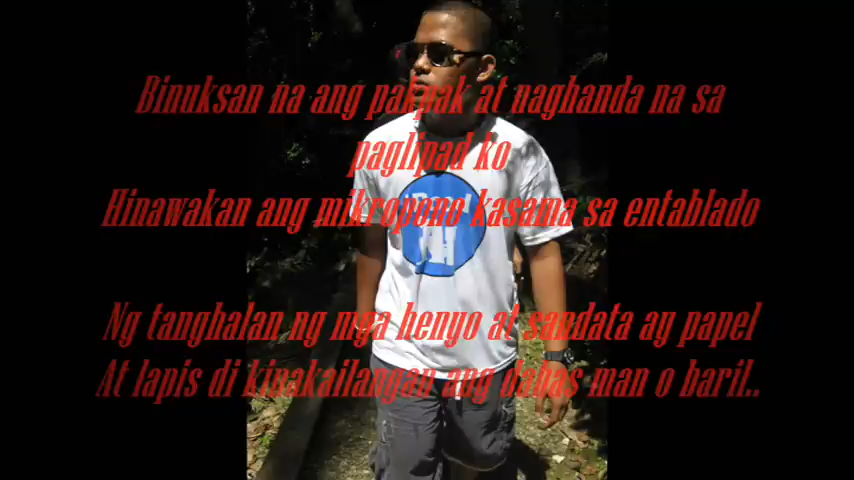 Binuksan na ang pakpak at naghanda na sa
paglipad ko
Hinawakan ang mikropono kasama sa entablado
Ng tanghalan ng mga henyo at sandata ay papel
At lapis di kinakailangan ang dahas man o baril..